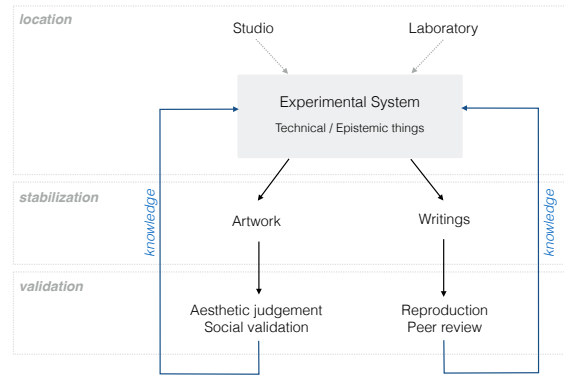 location
Studio
Laboratory
Experimental System
Technical / Epistemic things
stabilization
knowledge
knowledge
Artwork
Writings
validation
Aesthetic judgement
Social validation
Reproduction
Peer review